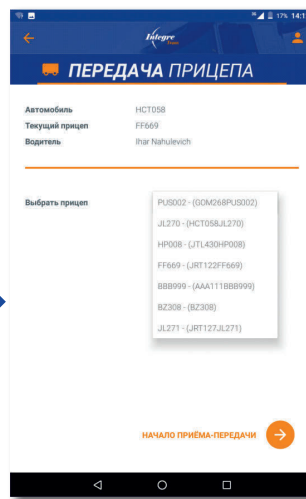 17% 14:1
Integre
Trans
ПЕРЕДАЧА ПРИЦЕПА
Автомобиль HCT058
Текущий прицеп FF669
Водитель Ihar Nahulevich
Выбрать прицеп
PUS002 - (GOM268PUS002)
JL270 - (HCT058JL270)
HP008 - (JTL430HP008)
FF669 - (JRT122FF669)
BBB999 - (AAA111BBB999)
BZ308 - (BZ308)
JL271 - (JRT127JL271)
НАЧАЛО ПРИЁМА-ПЕРЕДАЧИ